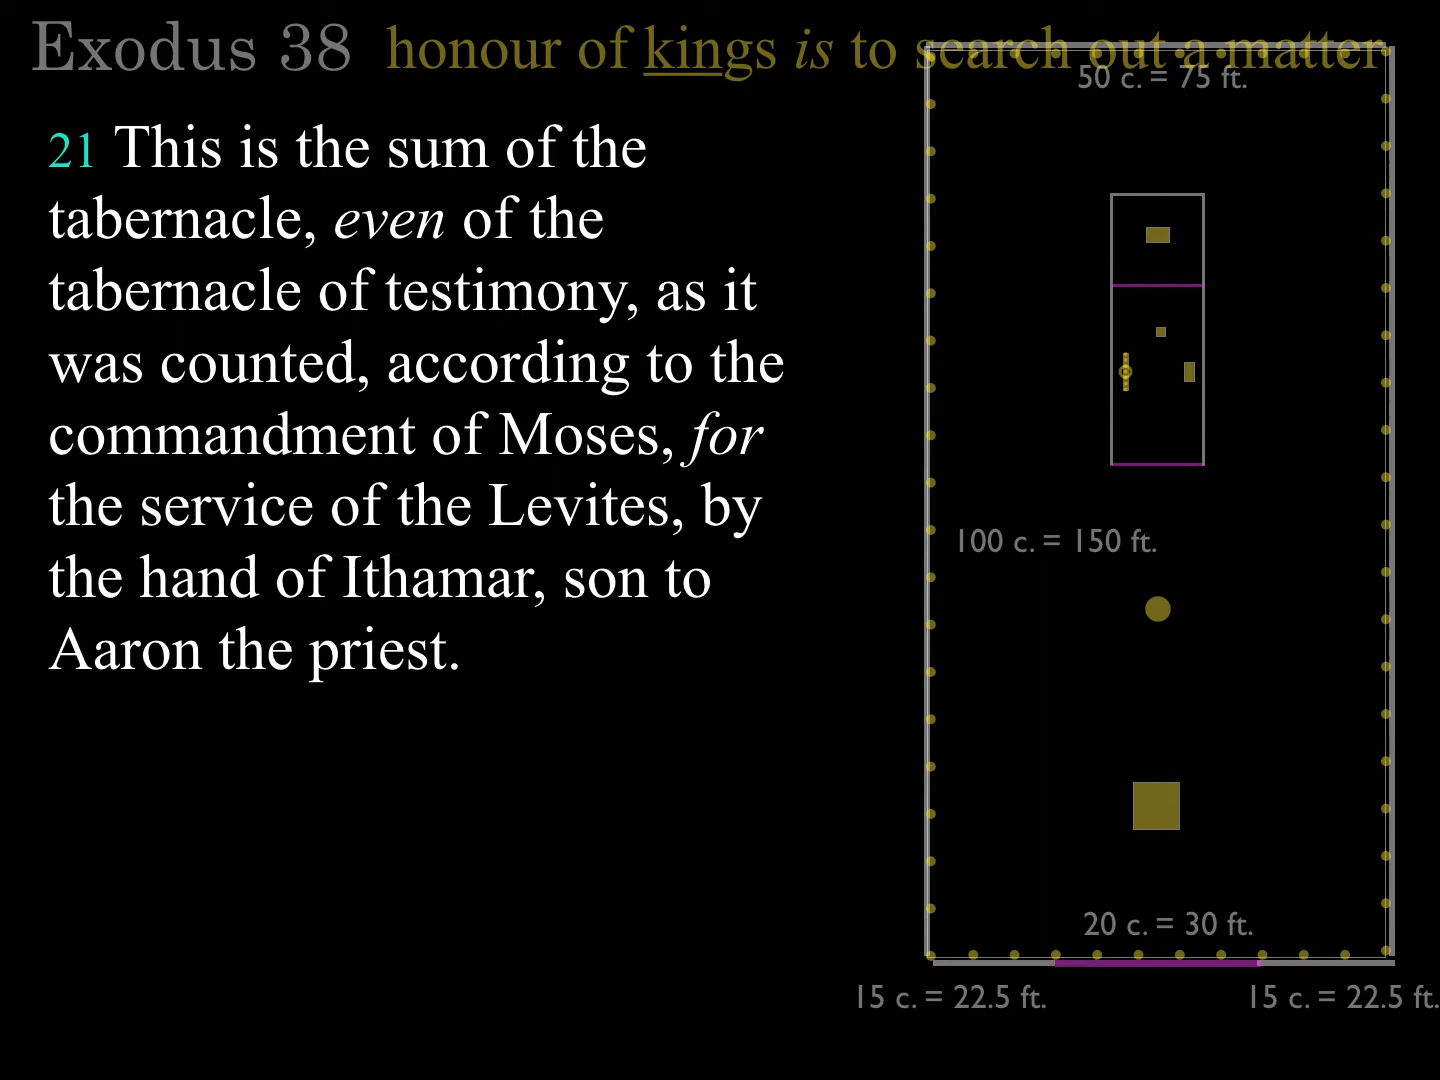 Exodus 38 honour of kings is to search out a matter
50 c. = 75 ft.
21 This is the sum of the
tabernacle, even of the
tabernacle of testimony, as it
was counted, according to the
commandment of Moses, for
the service of the Levites, by
the hand of Ithamar, son to
Aaron the priest.
100 c. = 150 ft.
20 c. = 30 ft.
15 c. = 22.5 ft.
15 c. = 22.5 ft.